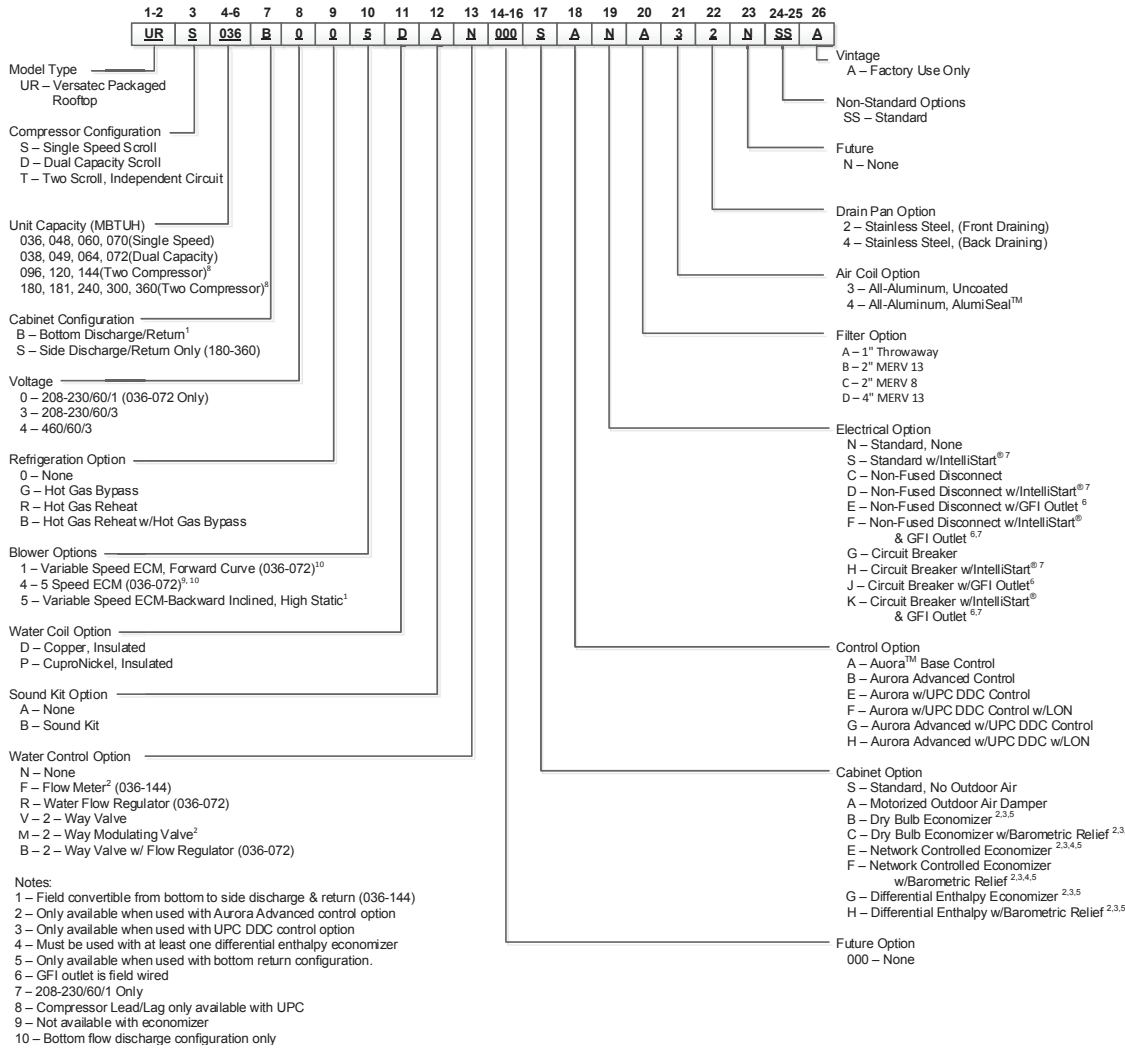 1-2 3 4-6 7 8 9 10 11 12 13 14-16 17 18 19 20 21 22 23 24-25 26
UR S 036 B 0 0 5 D A N 000 S A N A 3 2 N SS A
Model Type
UR – Versatec Packaged
Rooftop
Compressor Configuration
S – Single Speed Scroll
D – Dual Capacity Scroll
T – Two Scroll, Independent Circuit
Unit Capacity (MBTUH)
036, 048, 060, 070(Single Speed)
038, 049, 064, 072(Dual Capacity)
096, 120, 144(Two Compressor)8
180, 181, 240, 300, 360(Two Compressor)8
Cabinet Configuration
B – Bottom Discharge/Return1
S – Side Discharge/Return Only (180-360)
Voltage
0 – 208-230/60/1 (036-072 Only)
3 – 208-230/60/3
4 – 460/60/3
Refrigeration Option
0 – None
G – Hot Gas Bypass
R – Hot Gas Reheat
B – Hot Gas Reheat w/Hot Gas Bypass
Blower Options
1 – Variable Speed ECM, Forward Curve (036-072)10
4 – 5 Speed ECM (036-072)9, 10
5 – Variable Speed ECM-Backward Inclined, High Static1
Water Coil Option
D – Copper, Insulated
P – CuproNickel, Insulated
Sound Kit Option
A – None
B – Sound Kit
Water Control Option
N – None
F – Flow Meter2 (036-144)
R – Water Flow Regulator (036-072)
V – 2 – Way Valve
M – 2 – Way Modulating Valve2
B – 2 – Way Valve w/ Flow Regulator (036-072)
Notes:
1 – Field convertible from bottom to side discharge & return (036-144)
2 – Only available when used with Aurora Advanced control option
3 – Only available when used with UPC DDC control option
4 – Must be used with at least one differential enthalpy economizer
5 – Only available when used with bottom return configuration.
6 – GFI outlet is field wired
7 – 208-230/60/1 Only
8 – Compressor Lead/Lag only available with UPC
9 – Not available with economizer
10 – Bottom flow discharge configuration only
Vintage
A – Factory Use Only
Non-Standard Options
SS – Standard
Future
N – None
Drain Pan Option
2 – Stainless Steel, (Front Draining)
4 – Stainless Steel, (Back Draining)
Air Coil Option
3 – All-Aluminum, Uncoated
4 – All-Aluminum, AlumiSeal™
Filter Option
A – 1" Throwaway
B – 2" MERV 13
C – 2" MERV 8
D – 4" MERV 13
Electrical Option
N – Standard, None
S – Standard w/IntelliStart® 7
C – Non-Fused Disconnect
D – Non-Fused Disconnect w/IntelliStart® 7
E – Non-Fused Disconnect w/GFI Outlet 6
F – Non-Fused Disconnect w/IntelliStart®
& GFI Outlet 6,7
G – Circuit Breaker
H – Circuit Breaker w/IntelliStart® 7
J – Circuit Breaker w/GFI Outlet6
K – Circuit Breaker w/IntelliStart®
& GFI Outlet 6,7
Control Option
A – Auora™ Base Control
B – Aurora Advanced Control
E – Aurora w/UPC DDC Control
F – Aurora w/UPC DDC Control w/LON
G – Aurora Advanced w/UPC DDC Control
H – Aurora Advanced w/UPC DDC w/LON
Cabinet Option
S – Standard, No Outdoor Air
A – Motorized Outdoor Air Damper
B – Dry Bulb Economizer 2,3,5
C – Dry Bulb Economizer w/Barometric Relief 2,3,
E – Network Controlled Economizer 2,3,4,5
F – Network Controlled Economizer
w/Barometric Relief 2,3,4,5
G – Differential Enthalpy Economizer 2,3,5
H – Differential Enthalpy w/Barometric Relief 2,3,5
Future Option
000 – None